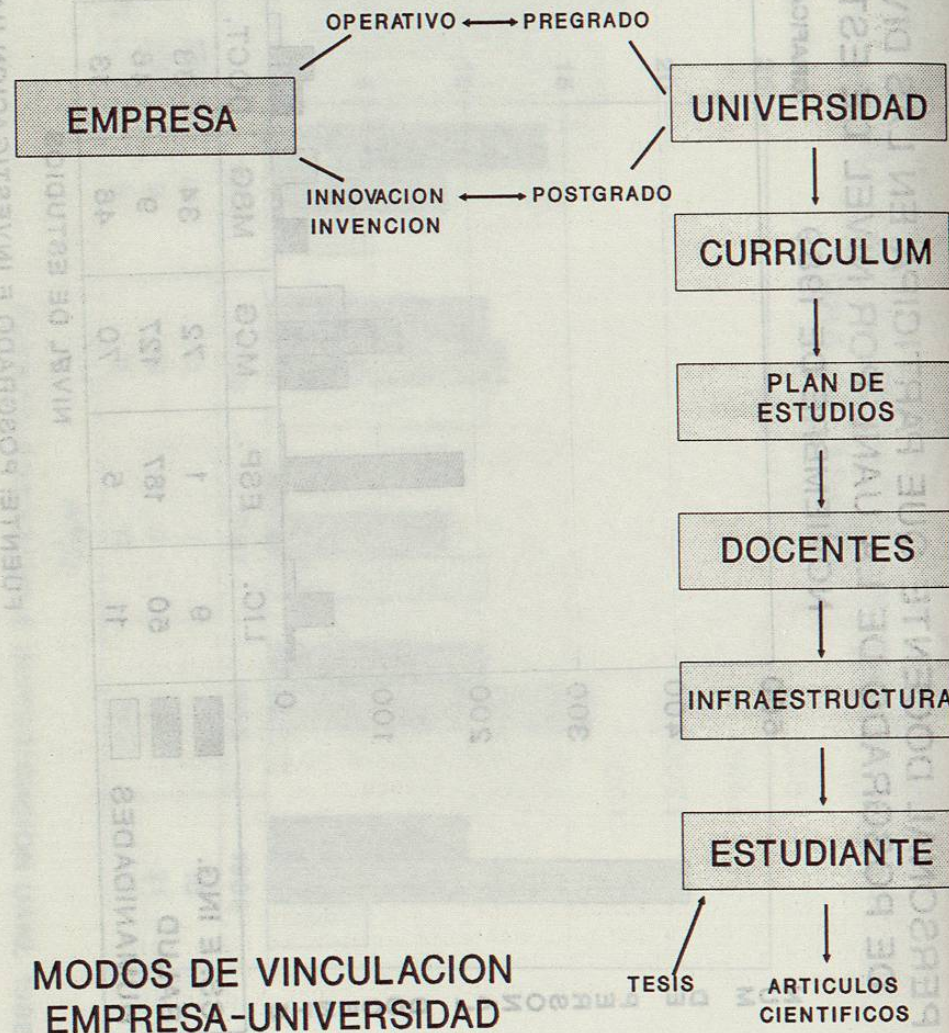 OPERATIVO PREGRADO
EMPRESA
UNIVERSIDAD
INNOVACION POSTGRADO
INVENCION
CURRICULUM
PLAN DE
ESTUDIOS
DOCENTES
INFRAESTRUCTURA
ESTUDIANTE
TESIS
ARTICULOS
CIENTIFICOS
MODOS DE VINCULACION
EMPRESA-UNIVERSIDAD